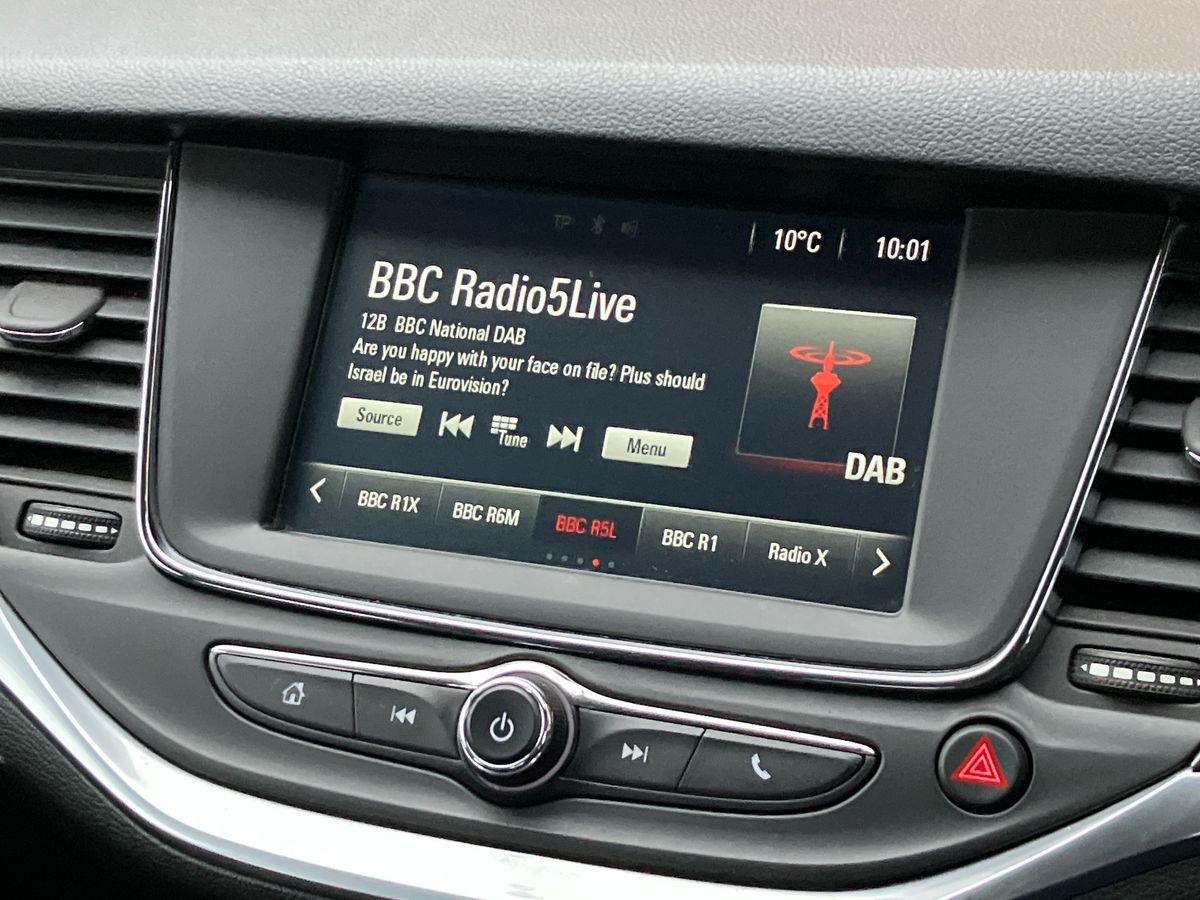 TP
10°C
10:01
BBC Radio5Live
12B BBC National DAB
Are you happy with your face on file? Plus should
Israel be in Eurovision?
Source
Tune
Menu
DAB
BBC R1X
BBC R6M
BBC R5L
BBC R1
Radio X